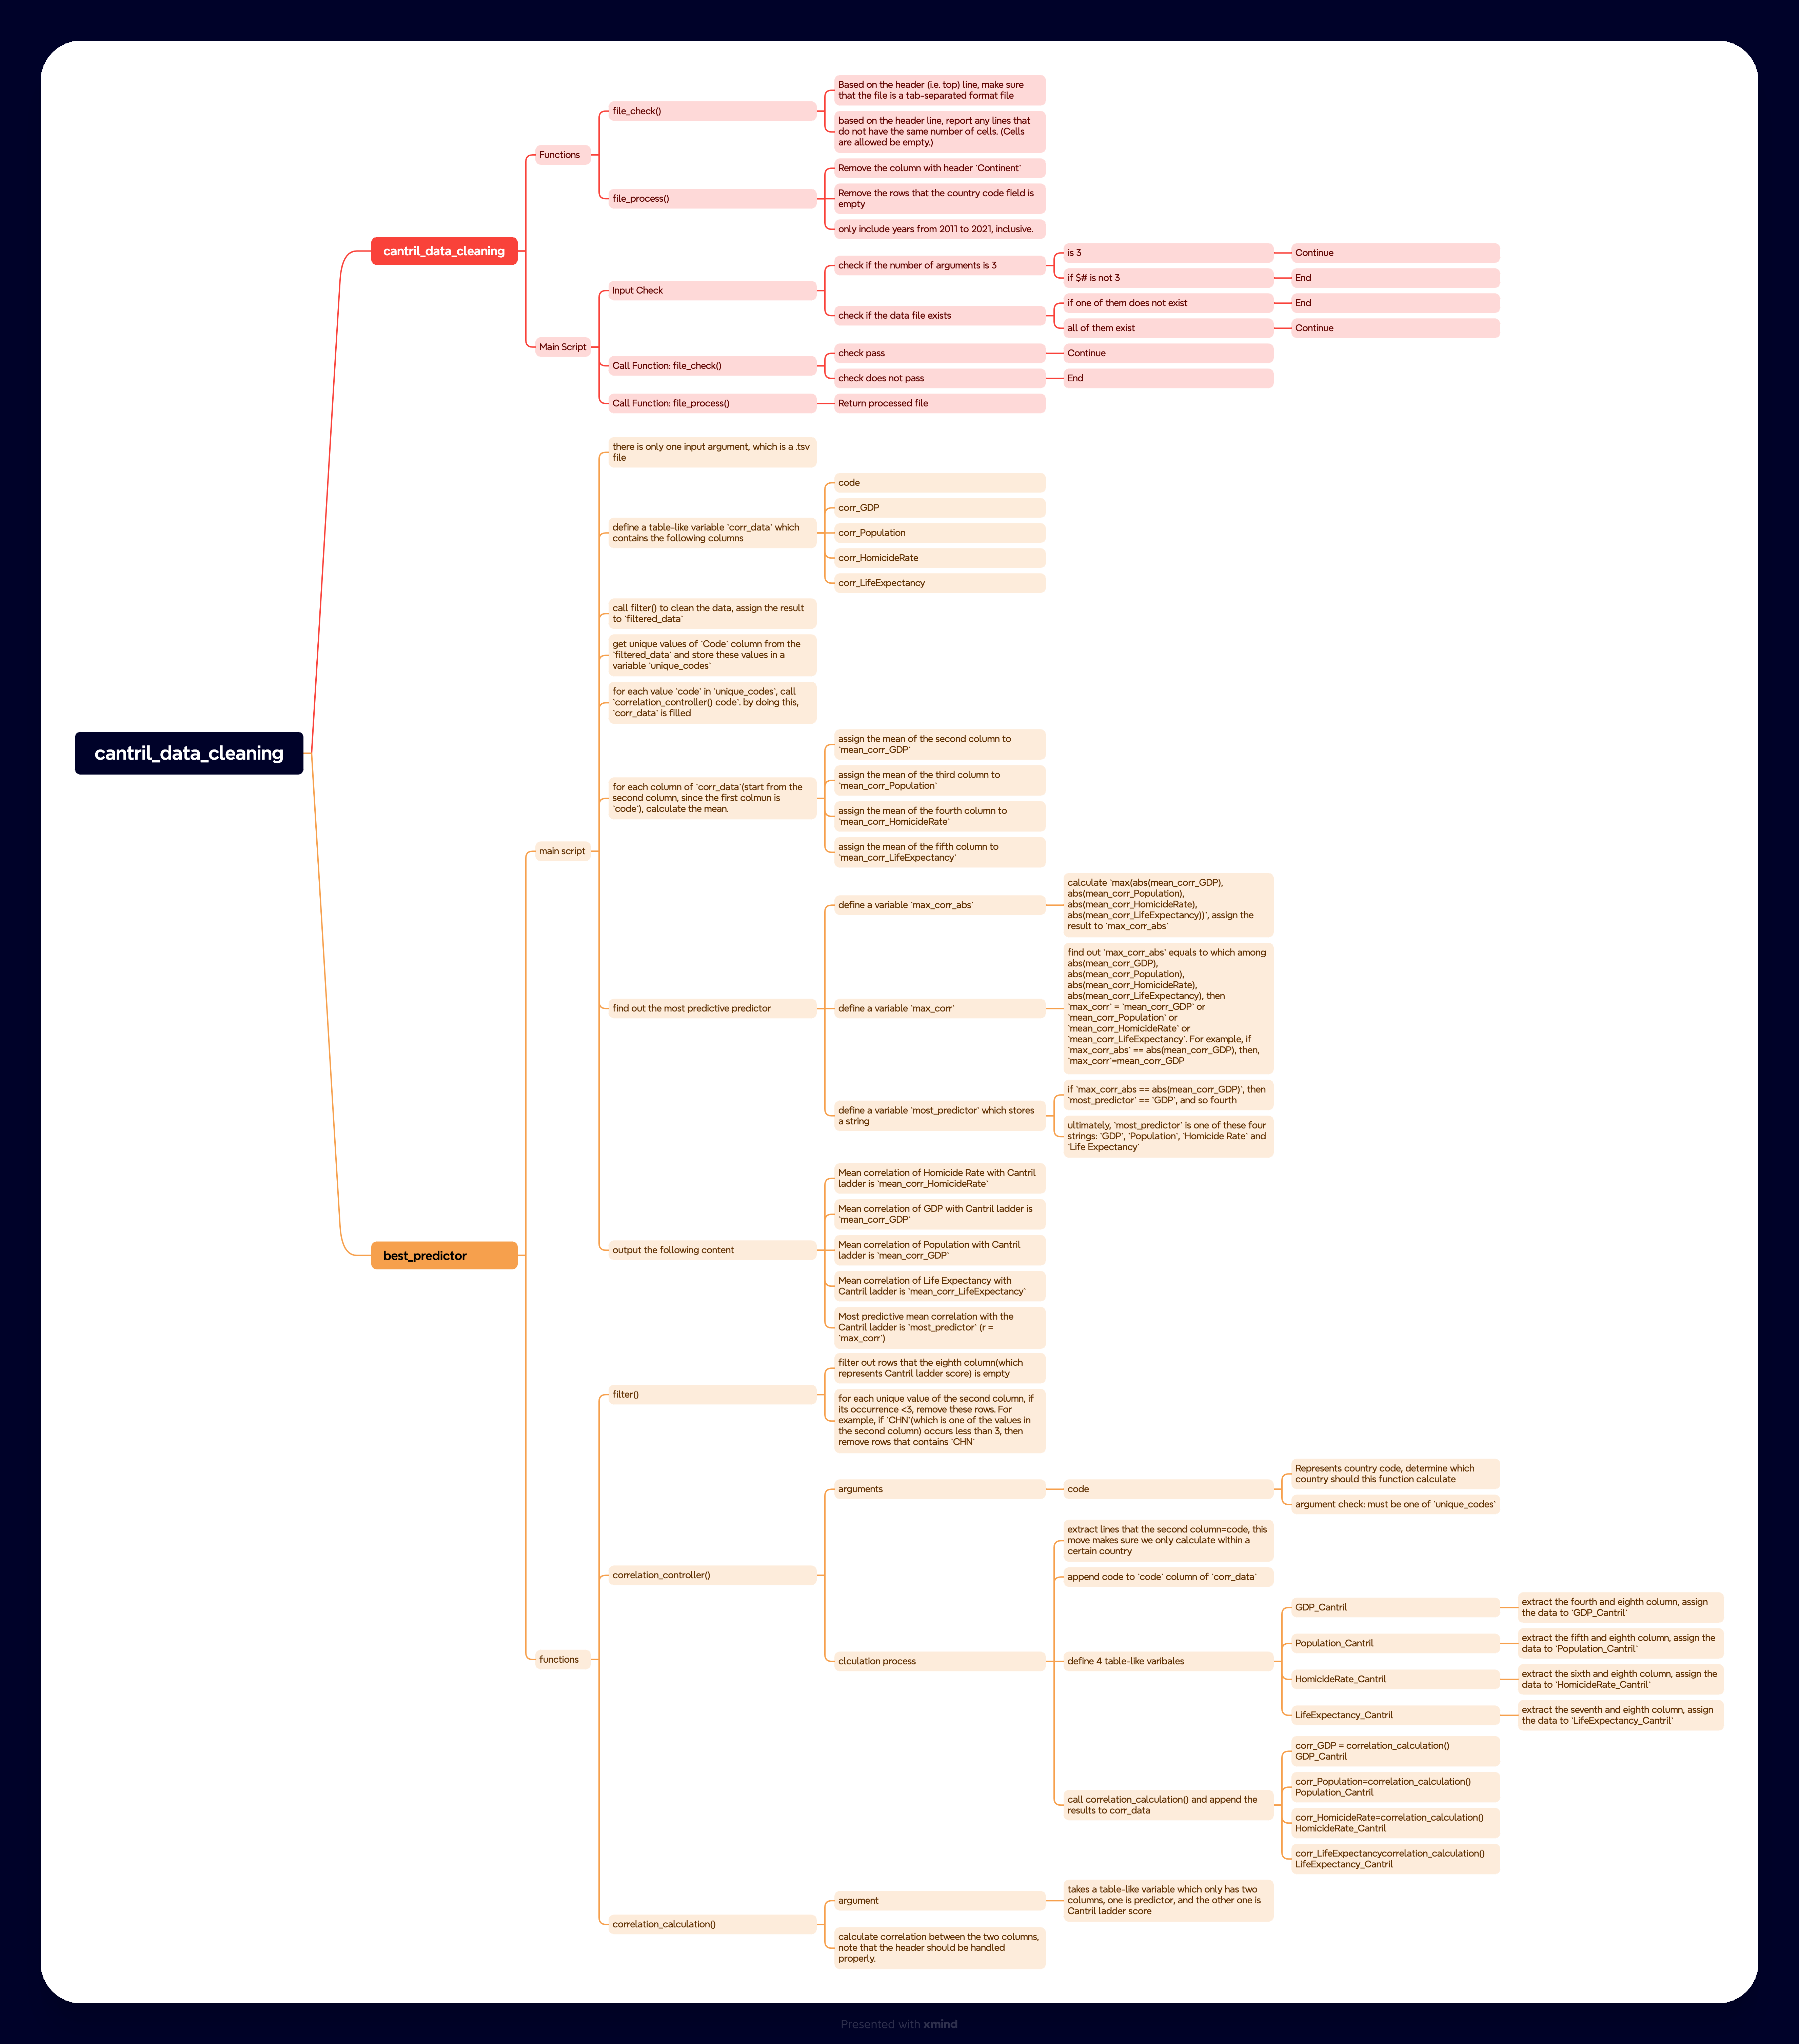 cantril_data_cleaning
cantril_data_cleaning
Functions
file_check()
Based on the header (i.e. top) line, make sure
that the file is a tab-separated format file
based on the header line, report any lines that
do not have the same number of cells. (Cells
are allowed be empty.)
file_process()
Remove the column with header `Continent`
Remove the rows that the country code field is
empty
only include years from 2011 to 2021, inclusive.
Main Script
Input Check
check if the number of arguments is 3
is 3
Continue
if $# is not 3
End
check if the data file exists
if one of them does not exist
End
all of them exist
Continue
Call Function: file_check()
check pass
Continue
check does not pass
End
Call Function: file_process()
Return processed file
best_predictor
main script
there is only one input argument, which is a .tsv
file
define a table-like variable `corr_data` which
contains the following columns
code
corr_GDP
corr_Population
corr_HomicideRate
corr_LifeExpectancy
call filter() to clean the data, assign the result
to `filtered_data`
get unique values of `Code` column from the
`filtered_data` and store these values in a
variable `unique_codes`
for each value `code` in `unique_codes`, call
`correlation_controller() code`. by doing this,
`corr_data` is filled
for each column of `corr_data`(start from the
second column, since the first colmun is
`code`), calculate the mean.
assign the mean of the second column to
`mean_corr_GDP`
assign the mean of the third column to
`mean_corr_Population`
assign the mean of the fourth column to
`mean_corr_HomicideRate`
assign the mean of the fifth column to
`mean_corr_LifeExpectancy`
find out the most predictive predictor
define a variable `max_corr_abs`
calculate `max(abs(mean_corr_GDP),
abs(mean_corr_Population),
abs(mean_corr_HomicideRate),
abs(mean_corr_LifeExpectancy))`, assign the
result to `max_corr_abs`
define a variable `max_corr`
find out `max_corr_abs` equals to which among
abs(mean_corr_GDP),
abs(mean_corr_Population),
abs(mean_corr_HomicideRate),
abs(mean_corr_LifeExpectancy), then
`max_corr` = `mean_corr_GDP` or
`mean_corr_Population` or
`mean_corr_HomicideRate` or
`mean_corr_LifeExpectancy`. For example, if
`max_corr_abs` == abs(mean_corr_GDP), then,
`max_corr`=mean_corr_GDP
define a variable `most_predictor` which stores
a string
if `max_corr_abs == abs(mean_corr_GDP)`, then
`most_predictor` == `GDP`, and so fourth
ultimately, `most_predictor` is one of these four
strings: `GDP`, `Population`, `Homicide Rate` and
`Life Expectancy`
output the following content
Mean correlation of Homicide Rate with Cantril
ladder is `mean_corr_HomicideRate`
Mean correlation of GDP with Cantril ladder is
`mean_corr_GDP`
Mean correlation of Population with Cantril
ladder is `mean_corr_GDP`
Mean correlation of Life Expectancy with
Cantril ladder is `mean_corr_LifeExpectancy`
Most predictive mean correlation with the
Cantril ladder is `most_predictor` (r =
`max_corr`)
functions
filter()
filter out rows that the eighth column(which
represents Cantril ladder score) is empty
for each unique value of the second column, if
its occurrence <3, remove these rows. For
example, if `CHN`(which is one of the values in
the second column) occurs less than 3, then
remove rows that contains `CHN`
correlation_controller()
arguments
code
Represents country code, determine which
country should this function calculate
argument check: must be one of `unique_codes`
clculation process
extract lines that the second column=code, this
move makes sure we only calculate within a
certain country
append code to `code` column of `corr_data`
define 4 table-like varibales
GDP_Cantril
extract the fourth and eighth column, assign
the data to `GDP_Cantril`
Population_Cantril
extract the fifth and eighth column, assign the
data to `Population_Cantril`
HomicideRate_Cantril
extract the sixth and eighth column, assign the
data to `HomicideRate_Cantril`
LifeExpectancy_Cantril
extract the seventh and eighth column, assign
the data to `LifeExpectancy_Cantril`
call correlation_calculation() and append the
results to corr_data
corr_GDP = correlation_calculation()
GDP_Cantril
corr_Population=correlation_calculation()
Population_Cantril
corr_HomicideRate=correlation_calculation()
HomicideRate_Cantril
corr_LifeExpectancycorrelation_calculation()
LifeExpectancy_Cantril
correlation_calculation()
argument
takes a table-like variable which only has two
columns, one is predictor, and the other one is
Cantril ladder score
calculate correlation between the two columns,
note that the header should be handled
properly.
Presented with xmind